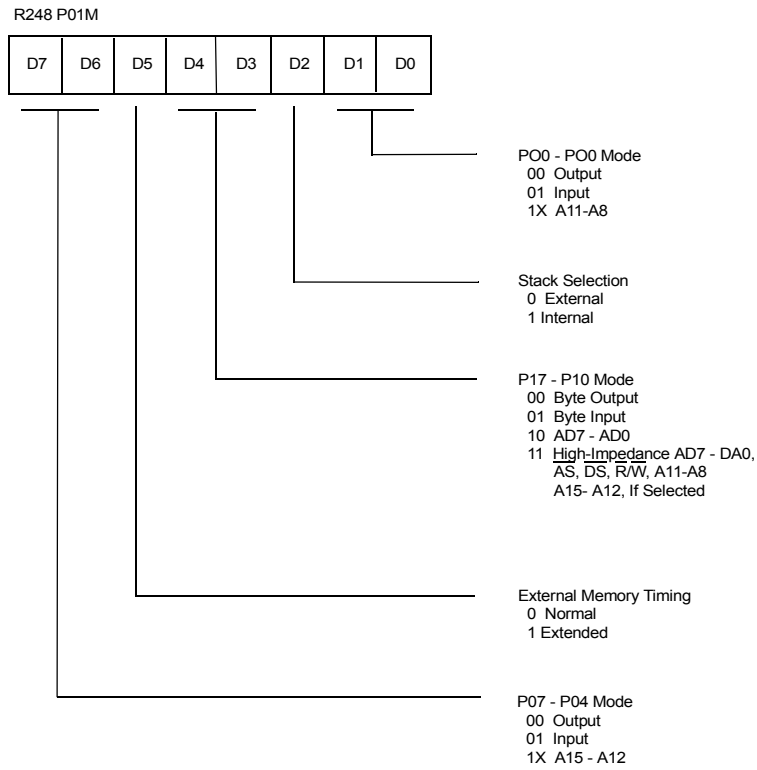 R248 P01M
D7 D6 D5 D4 D3 D2 D1 D0
PO0 - PO0 Mode
00 Output
01 Input
1X A11-A8
Stack Selection
0 External
1 Internal
P17 - P10 Mode
00 Byte Output
01 Byte Input
10 AD7 - AD0
11 High-Impedance AD7 - DA0,
A̅S̅, D̅S̅, R̅/W̅, A11-A8
A15- A12, If Selected
External Memory Timing
0 Normal
1 Extended
P07 - P04 Mode
00 Output
01 Input
1X A15 - A12